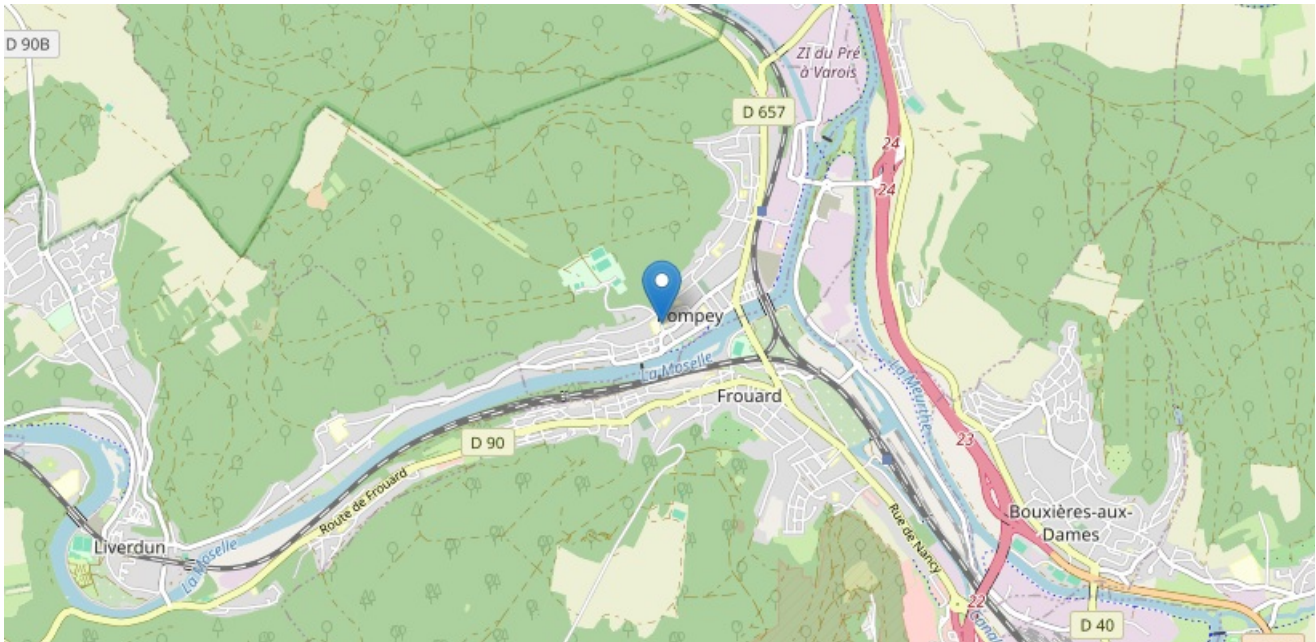 D 90B
ZI du Pré
à Varois
D 657
24
24
ompey
La Moselle
La Meurthe
Frouard
D 90
23
Route de Frouard
Rue de Nancy
Bouxières-aux-
Dames
Liverdun
La Moselle
22
D 40